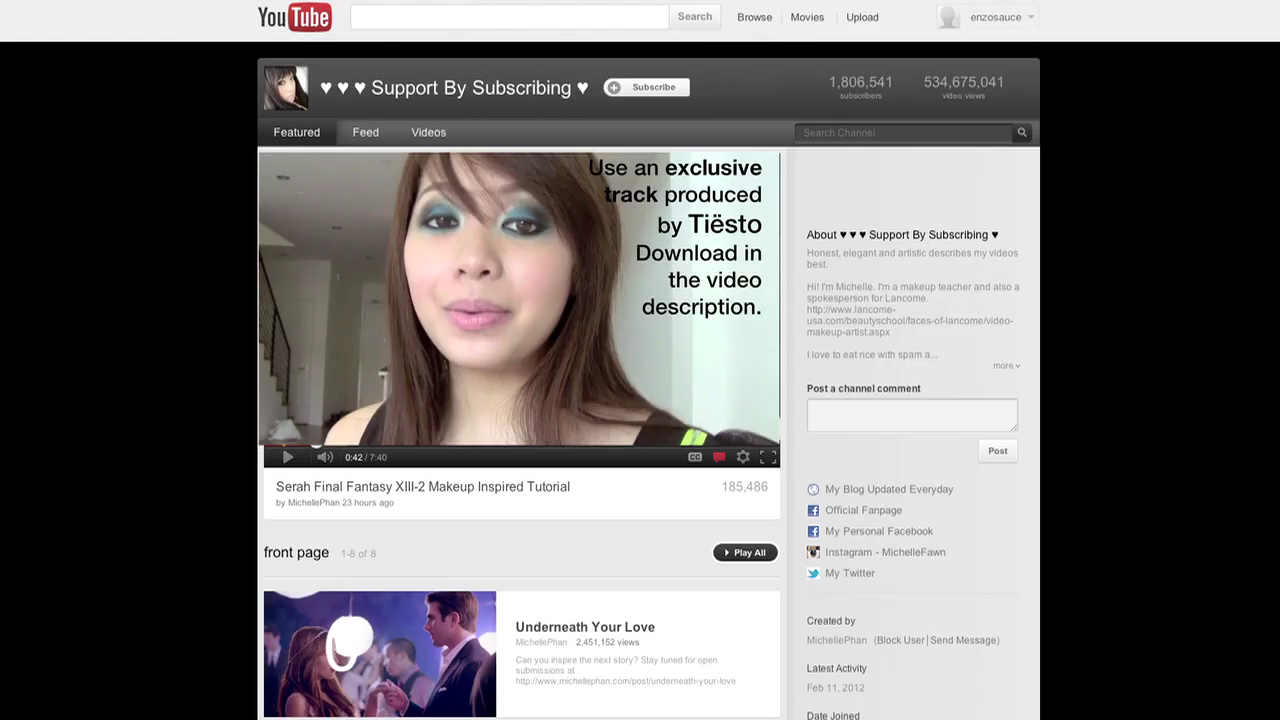 YouTube
Search
Browse
Movies
Upload
enzosauce
♥ ♥ ♥ Support By Subscribing ♥
Subscribe
1,806,541
subscribers
534,675,041
video views
Featured
Feed
Videos
Search Channel
Use an exclusive
track produced
by Tiësto
Download in
the video
description.
0:42 / 7:40
CC
Serah Final Fantasy XIII-2 Makeup Inspired Tutorial
185,486
by MichellePhan 23 hours ago
front page
1-8 of 8
Play All
Underneath Your Love
MichellePhan 2,451,152 views
Can you inspire the next story? Stay tuned for open
submissions at
http://www.michellephan.com/post/underneath-your-love
About ♥ ♥ ♥ Support By Subscribing ♥
Honest, elegant and artistic describes my videos
best.
Hi! I'm Michelle. I'm a makeup teacher and also a
spokesperson for Lancome.
http://www.lancome-
usa.com/beautyschool/faces-of-lancome/video-
makeup-artist.aspx
I love to eat rice with spam a...
more
Post a channel comment
Post
My Blog Updated Everyday
Official Fanpage
My Personal Facebook
Instagram - MichelleFawn
My Twitter
Created by
MichellePhan (Block User|Send Message)
Latest Activity
Feb 11, 2012
Date Joined